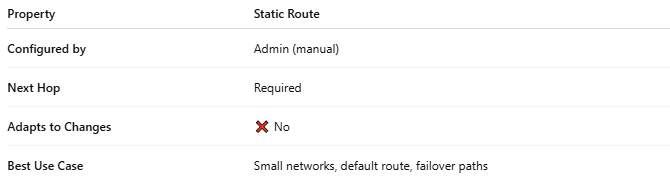 Property Static Route
Configured by Admin (manual)
Next Hop Required
Adapts to Changes ❌ No
Best Use Case Small networks, default route, failover paths